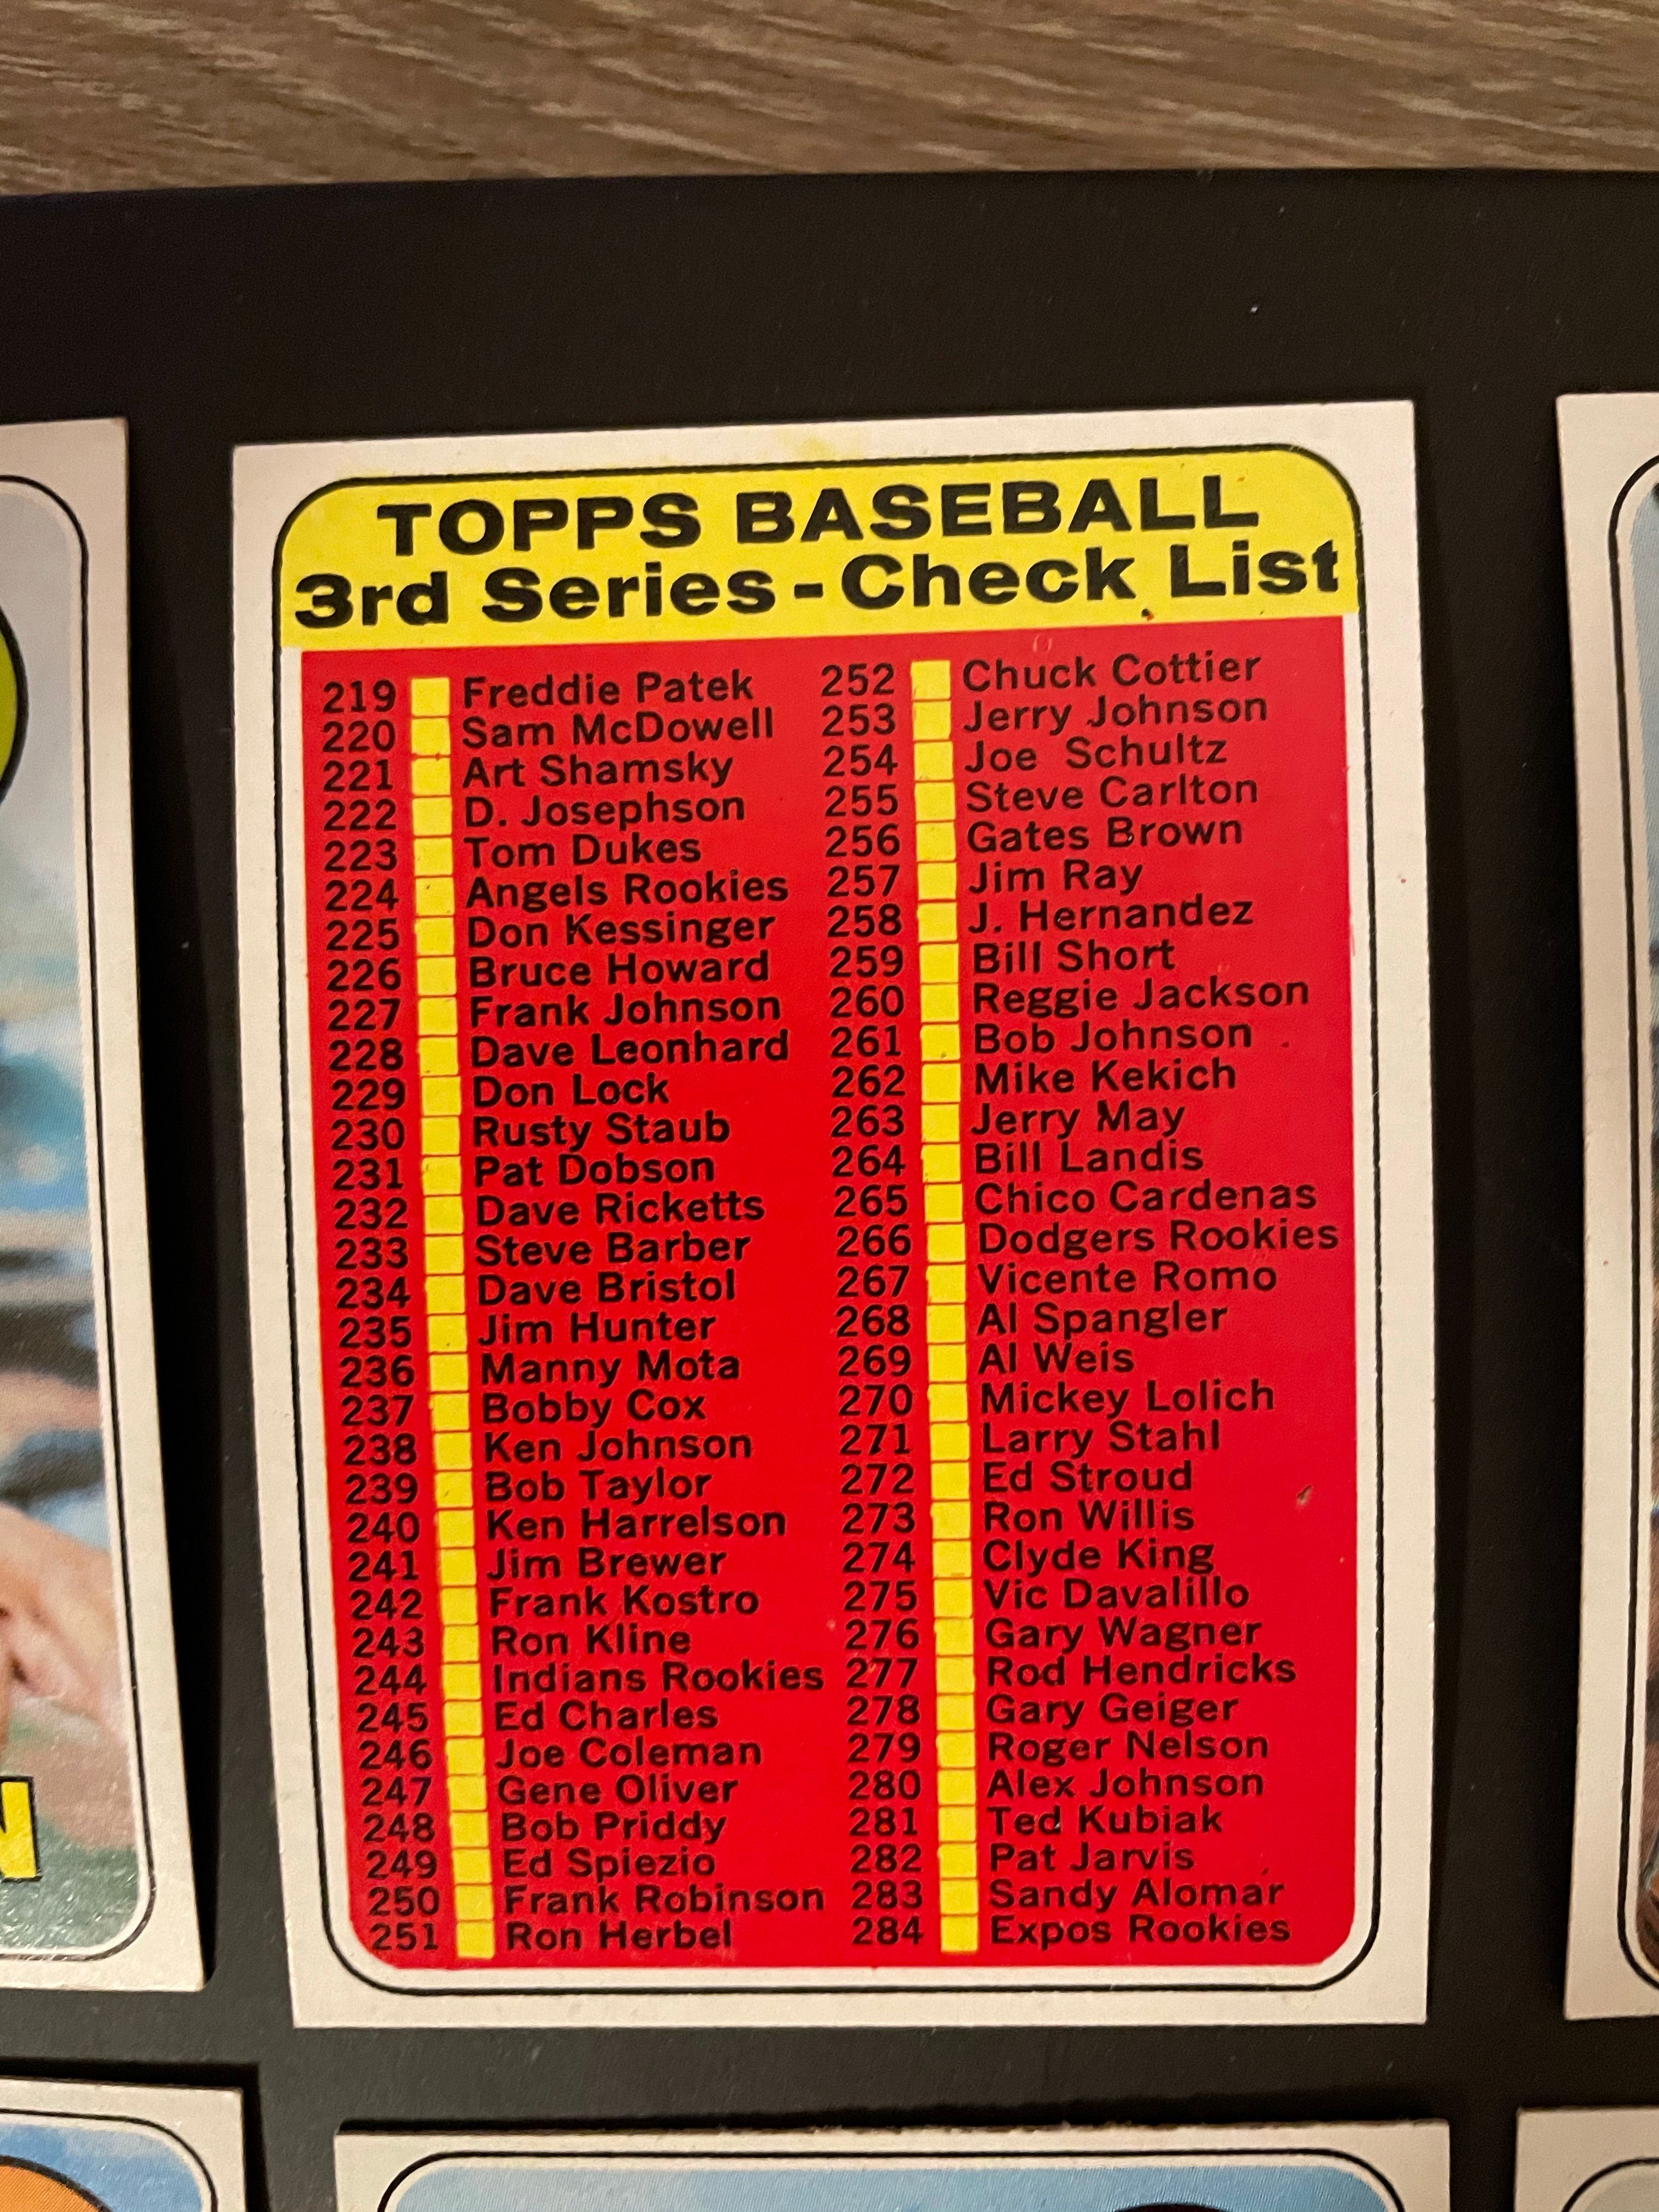 TOPPS BASEBALL
3rd Series - Check List
219 Freddie Patek
220 Sam McDowell
221 Art Shamsky
222 D. Josephson
223 Tom Dukes
224 Angels Rookies
225 Don Kessinger
226 Bruce Howard
227 Frank Johnson
228 Dave Leonhard
229 Don Lock
230 Rusty Staub
231 Pat Dobson
232 Dave Ricketts
233 Steve Barber
234 Dave Bristol
235 Jim Hunter
236 Manny Mota
237 Bobby Cox
238 Ken Johnson
239 Bob Taylor
240 Ken Harrelson
241 Jim Brewer
242 Frank Kostro
243 Ron Kline
244 Indians Rookies
245 Ed Charles
246 Joe Coleman
247 Gene Oliver
248 Bob Priddy
249 Ed Spiezio
250 Frank Robinson
251 Ron Herbel
252 Chuck Cottier
253 Jerry Johnson
254 Joe Schultz
255 Steve Carlton
256 Gates Brown
257 Jim Ray
258 J. Hernandez
259 Bill Short
260 Reggie Jackson
261 Bob Johnson
262 Mike Kekich
263 Jerry May
264 Bill Landis
265 Chico Cardenas
266 Dodgers Rookies
267 Vicente Romo
268 Al Spangler
269 Al Weis
270 Mickey Lolich
271 Larry Stahl
272 Ed Stroud
273 Ron Willis
274 Clyde King
275 Vic Davalillo
276 Gary Wagner
277 Rod Hendricks
278 Gary Geiger
279 Roger Nelson
280 Alex Johnson
281 Ted Kubiak
282 Pat Jarvis
283 Sandy Alomar
284 Expos Rookies